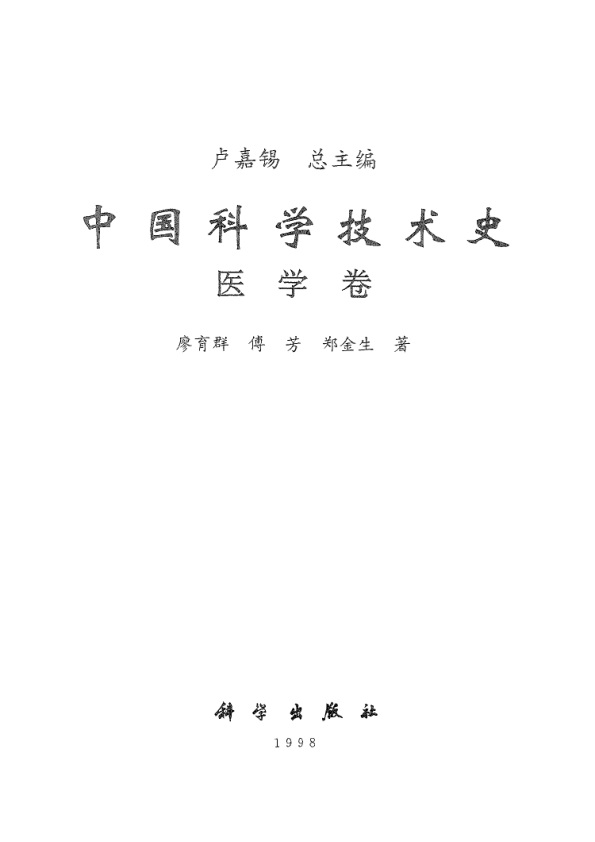 卢嘉锡 总主编
中国科学技术史
医学卷
廖育群 傅芳 郑金生 著
科学出版社
1998